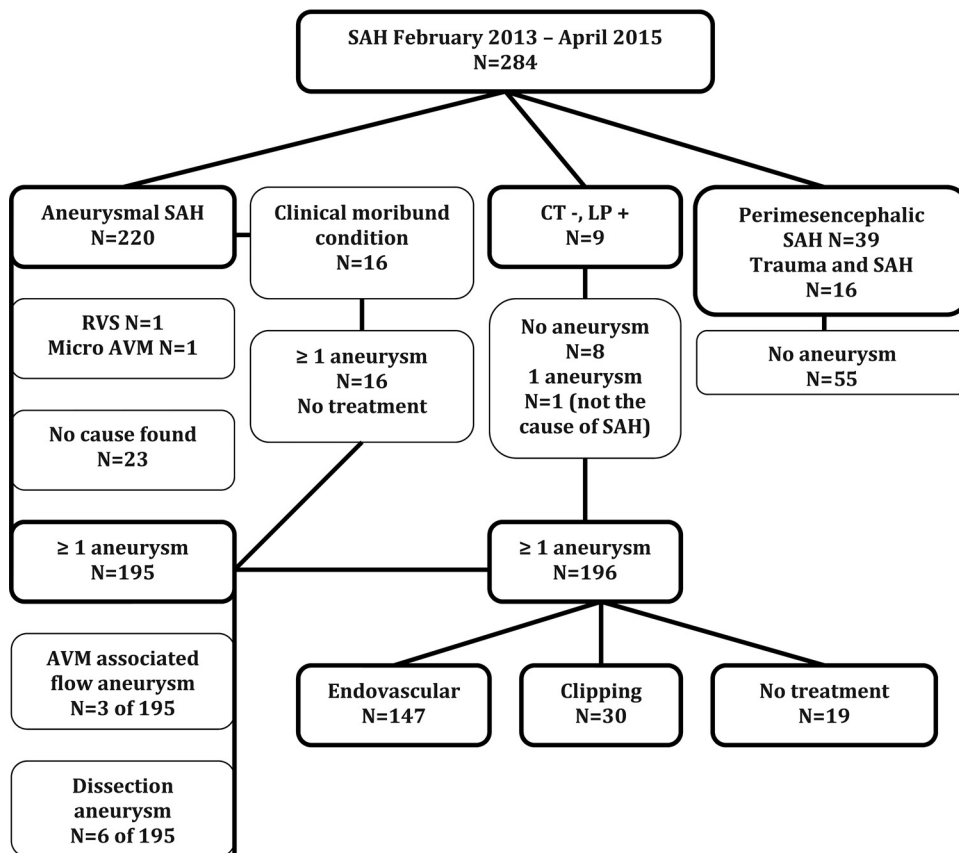 SAH February 2013 – April 2015
N=284
Aneurysmal SAH
N=220
Clinical moribund
condition
N=16
CT -, LP +
N=9
Perimesencephalic
SAH N=39
Trauma and SAH
N=16
RVS N=1
Micro AVM N=1
≥ 1 aneurysm
N=16
No treatment
No aneurysm
N=8
1 aneurysm
N=1 (not the
cause of SAH)
No aneurysm
N=55
No cause found
N=23
≥ 1 aneurysm
N=195
≥ 1 aneurysm
N=196
AVM associated
flow aneurysm
N=3 of 195
Endovascular
N=147
Clipping
N=30
No treatment
N=19
Dissection
aneurysm
N=6 of 195